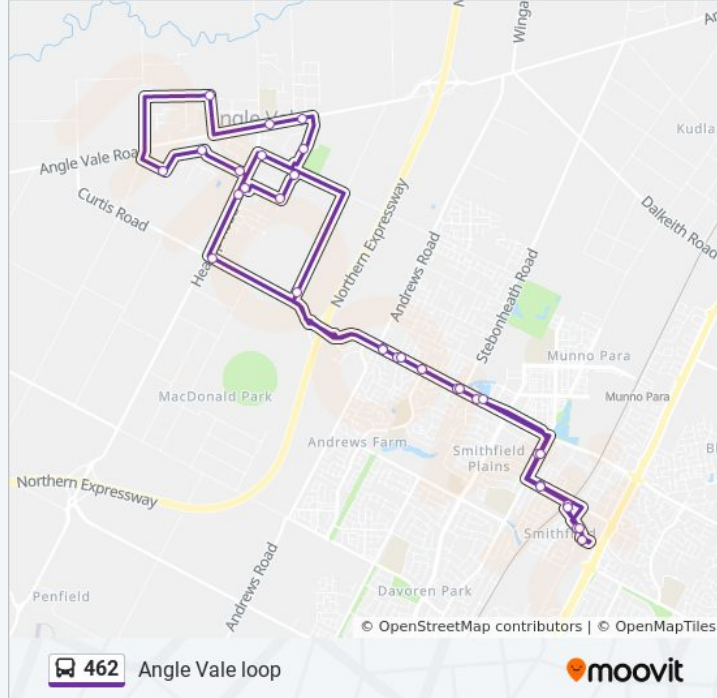 Angle Vale
Kudla
Angle Vale Road
Curtis Road
Dalkeith Road
Northern Expressway
Andrews Road
Stebonheath Road
Munno Para
MacDonald Park
Munno Para
Andrews Farm
Smithfield
Plains
Northern Expressway
Smithfield
Andrews Road
Davoren Park
Penfield
© OpenStreetMap contributors | © OpenMapTiles
462 Angle Vale loop
moovit